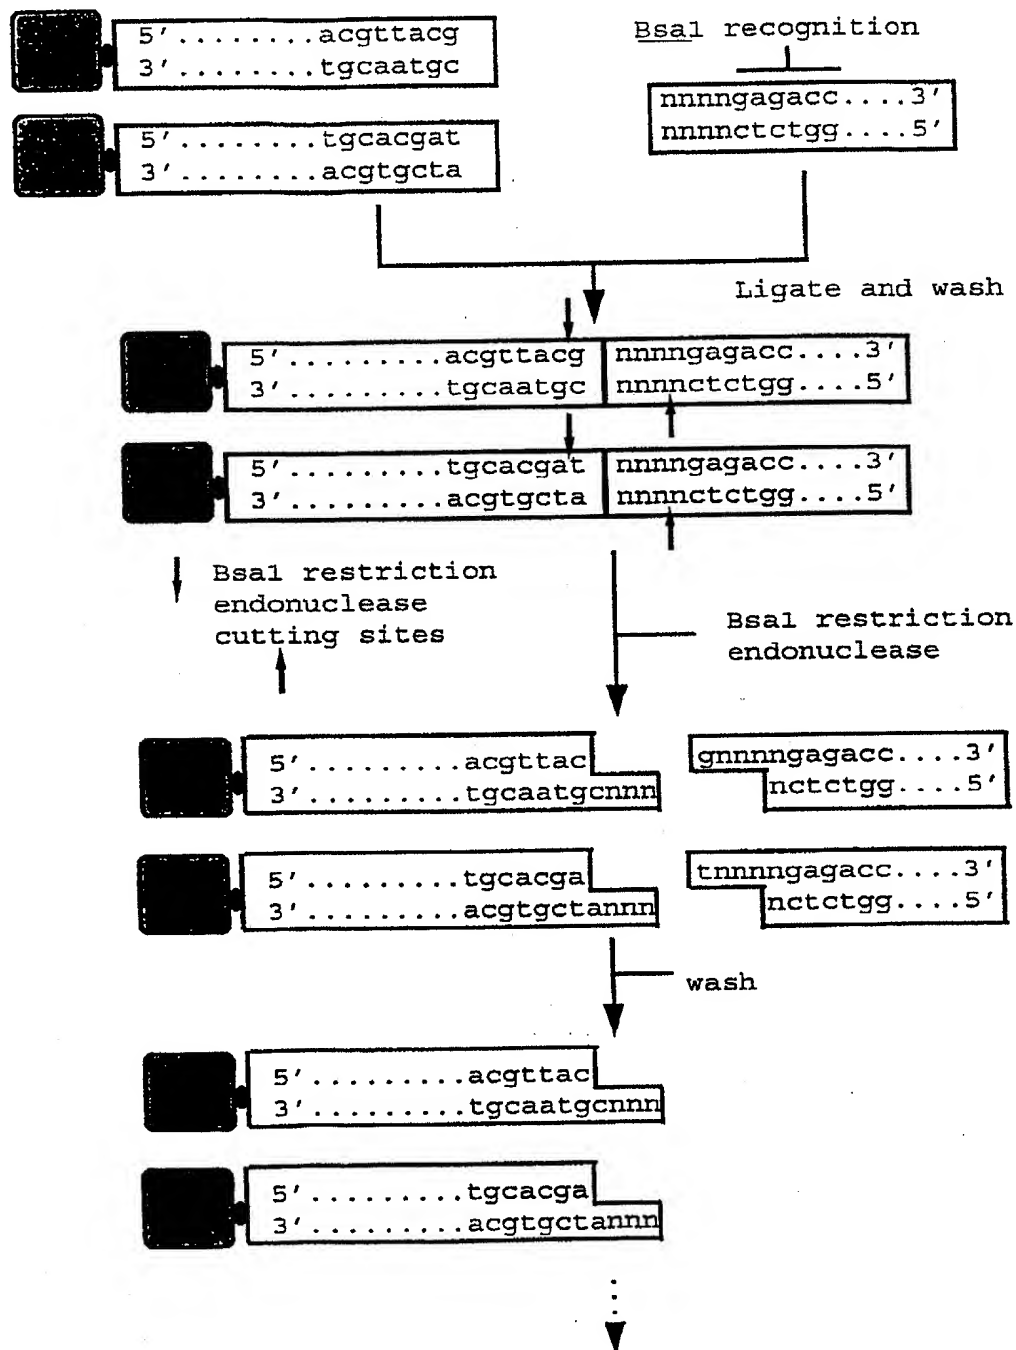 5'........acgttacg
3'........tgcaatgc
BsaI recognition
nnnngagacc....3'
nnnnctctgg....5'
5'........tgcacgat
3'........acgtgcta
Ligate and wash
5'.........acgttacg nnnngagacc....3'
3'.........tgcaatgc nnnnctctgg....5'
5'.........tgcacgat nnnngagacc....3'
3'.........acgtgcta nnnnctctgg....5'
Bsa1 restriction
endonuclease
cutting sites
Bsa1 restriction
endonuclease
5'.........acgttac gnnnngagacc....3'
3'.........tgcaatgcnnn nctctgg....5'
5'.........tgcacga tnnnngagacc....3'
3'.........acgtgctannn nctctgg....5'
wash
5'.........acgttac
3'.........tgcaatgcnnn
5'.........tgcacga
3'.........acgtgctannn